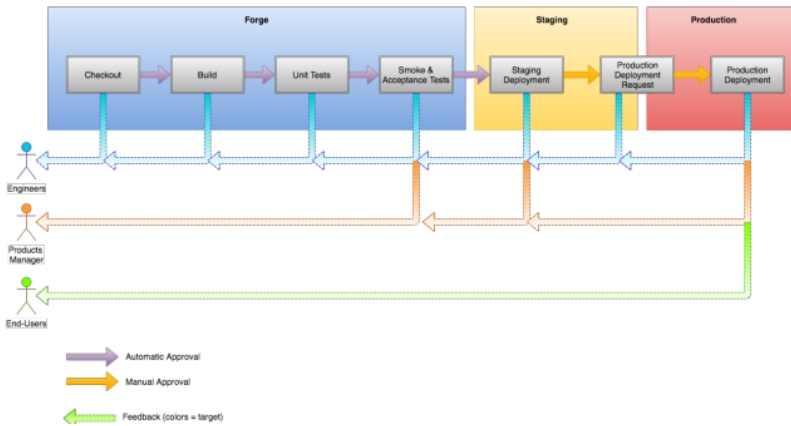 Forge
Staging
Production
Checkout
Build
Unit Tests
Smoke &
Acceptance Tests
Staging
Deployment
Production
Deployment
Request
Production
Deployment
Engineers
Products
Manager
End-Users
Automatic Approval
Manual Approval
Feedback (colors = target)